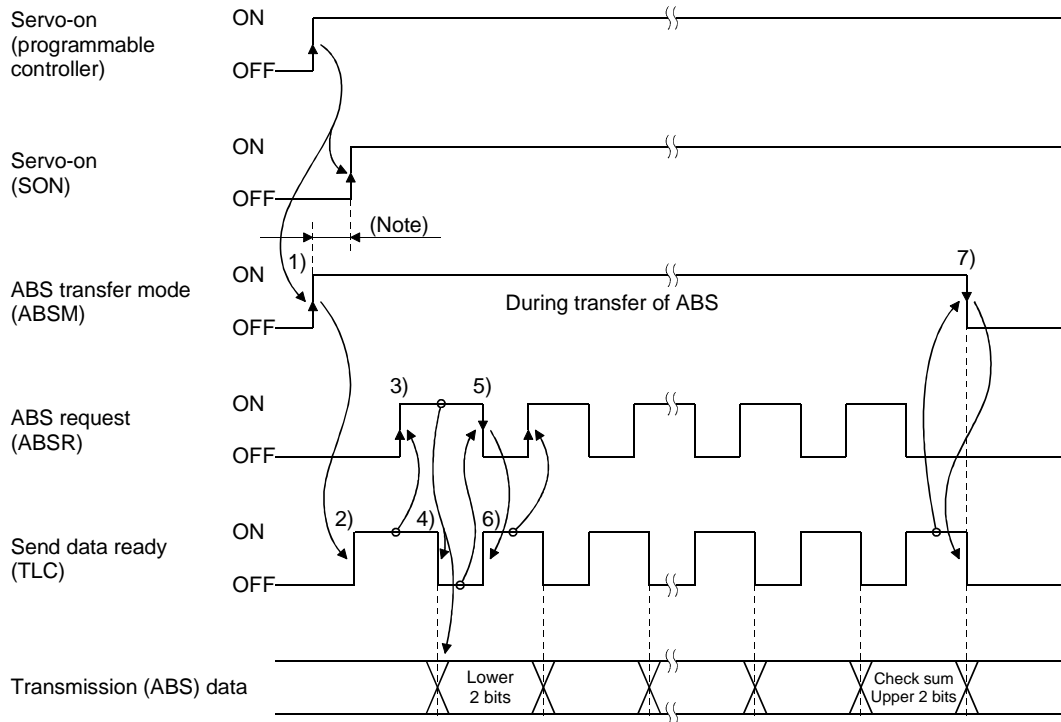 Servo-on
(programmable
controller)
ON
OFF
Servo-on
(SON)
ON
OFF
(Note)
ABS transfer mode
(ABSM)
ON
OFF
1)
During transfer of ABS
7)
ABS request
(ABSR)
ON
OFF
3)
5)
Send data ready
(TLC)
ON
OFF
2)
4)
6)
Transmission (ABS) data
Lower
2 bits
Check sum
Upper 2 bits